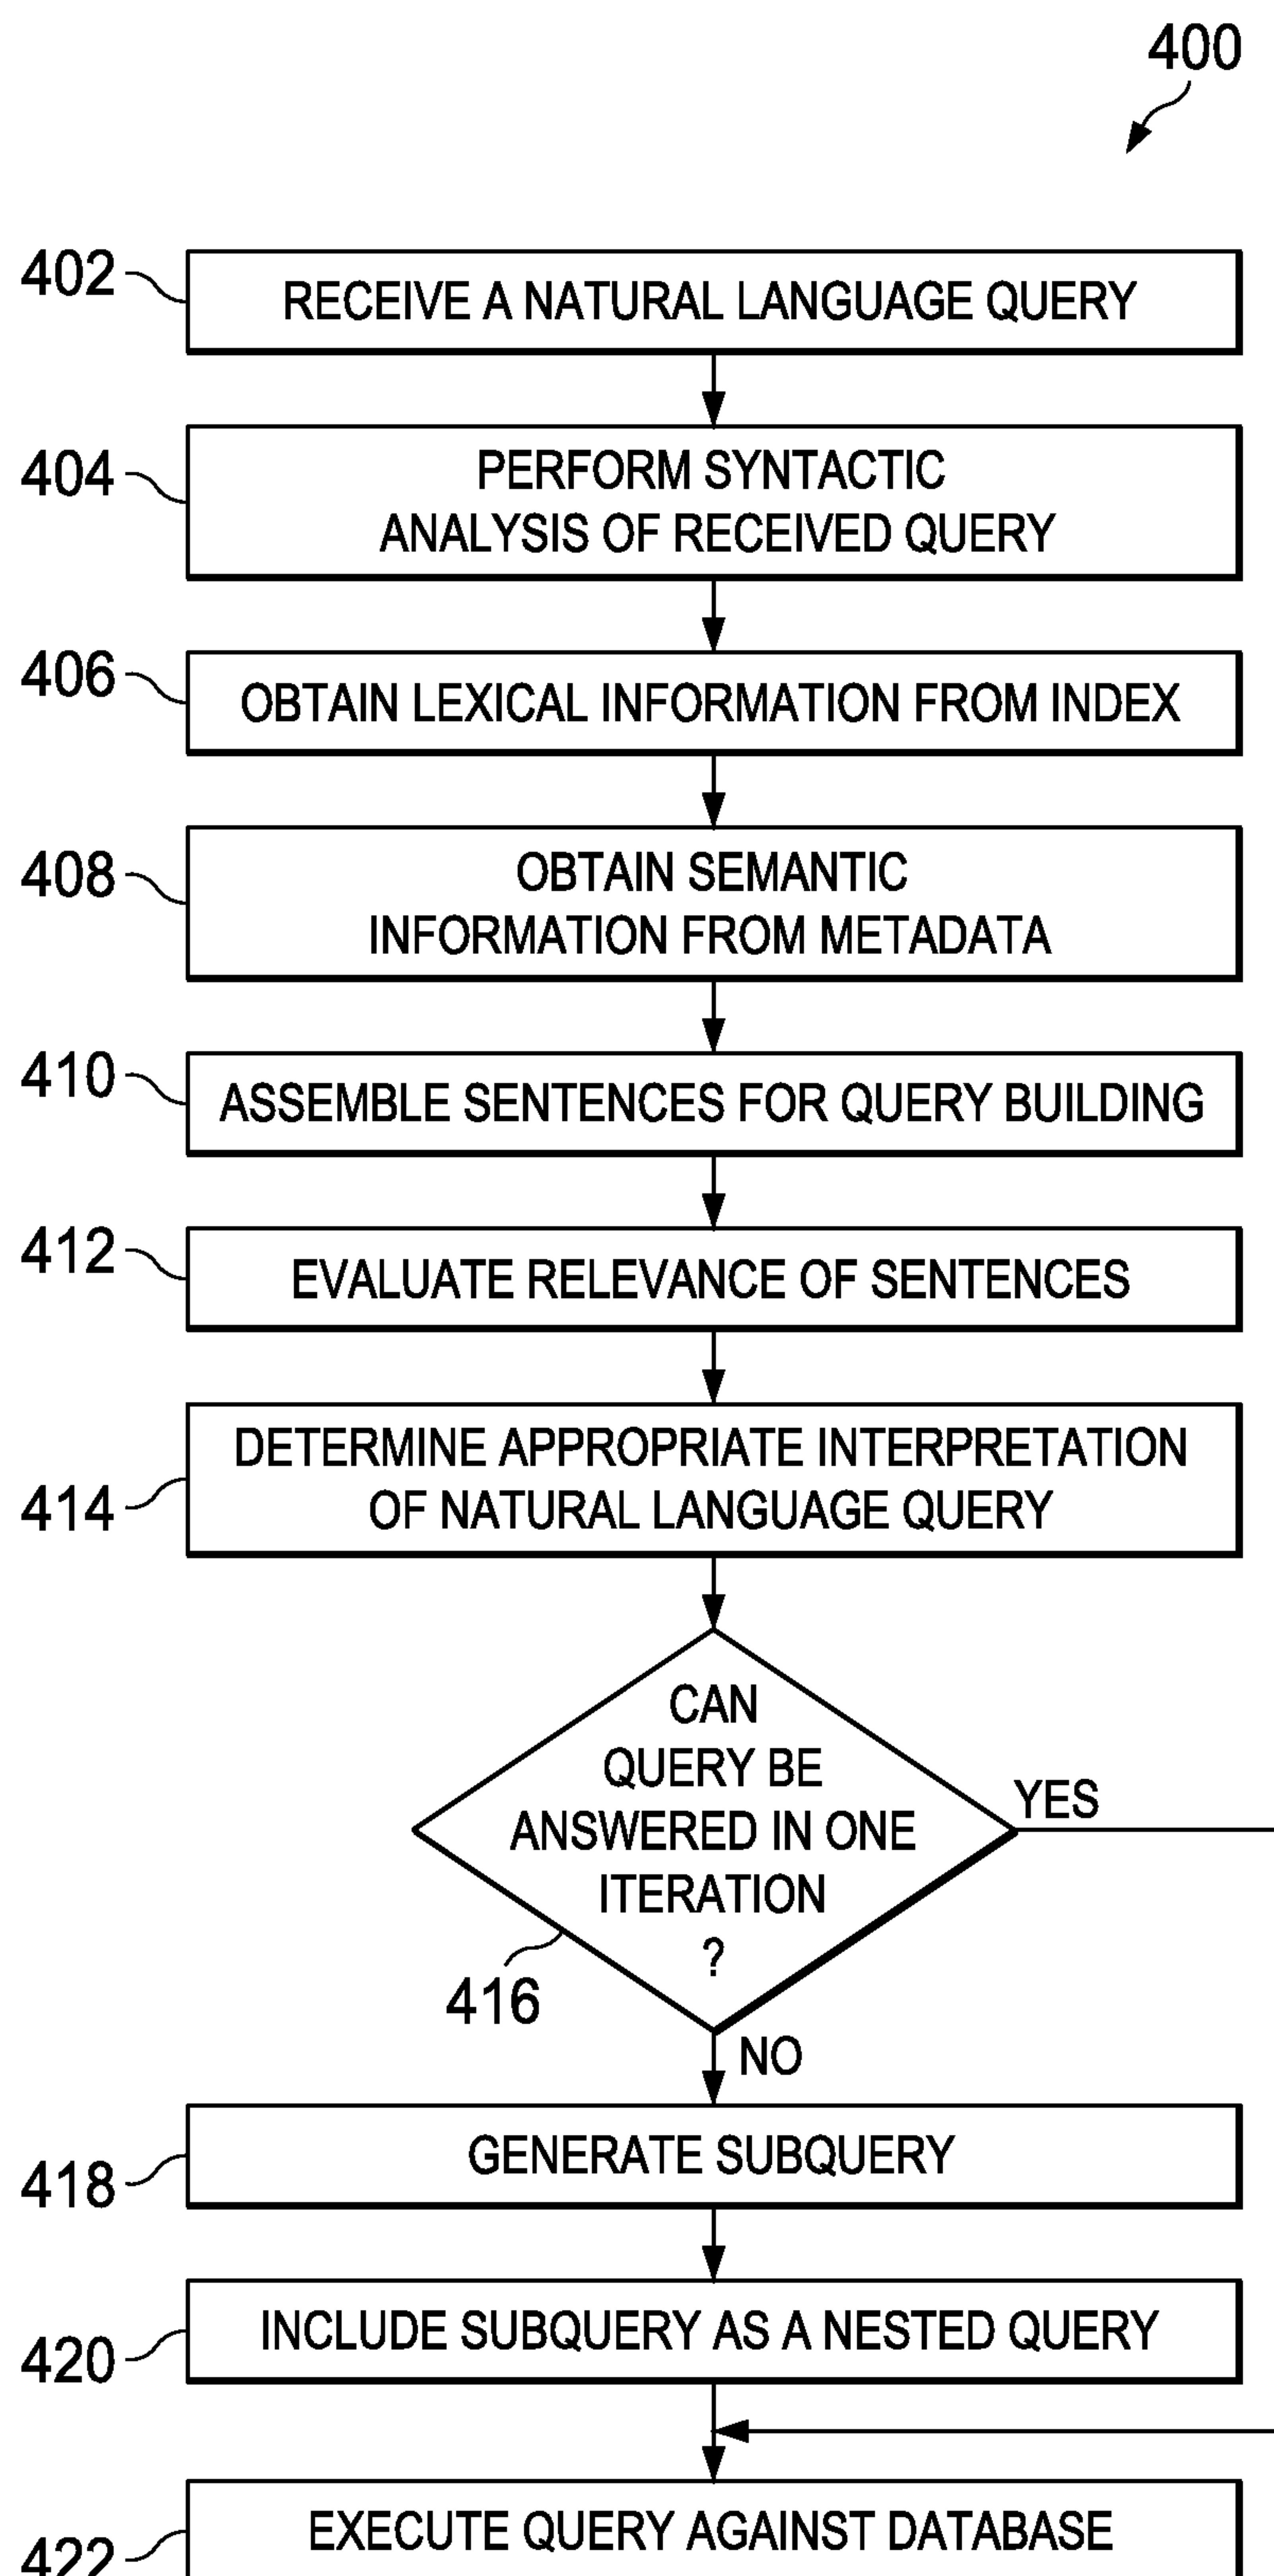 400
402
RECEIVE A NATURAL LANGUAGE QUERY
404
PERFORM SYNTACTIC
ANALYSIS OF RECEIVED QUERY
406
OBTAIN LEXICAL INFORMATION FROM INDEX
408
OBTAIN SEMANTIC
INFORMATION FROM METADATA
410
ASSEMBLE SENTENCES FOR QUERY BUILDING
412
EVALUATE RELEVANCE OF SENTENCES
DETERMINE APPROPRIATE INTERPRETATION
OF NATURAL LANGUAGE QUERY
414
CAN
QUERY BE
ANSWERED IN ONE
ITERATION
?
YES
416
NO
GENERATE SUBQUERY
418
INCLUDE SUBQUERY AS A NESTED QUERY
420
EXECUTE QUERY AGAINST DATABASE
422